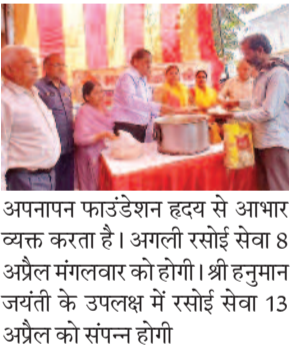 अपनापन फाउंडेशन हृदय से आभार
व्यक्त करता है। अगली रसोई सेवा 8
अप्रैल मंगलवार को होगी। श्री हनुमान
जयंती के उपलक्ष में रसोई सेवा 13
अप्रैल को संपन्न होगी